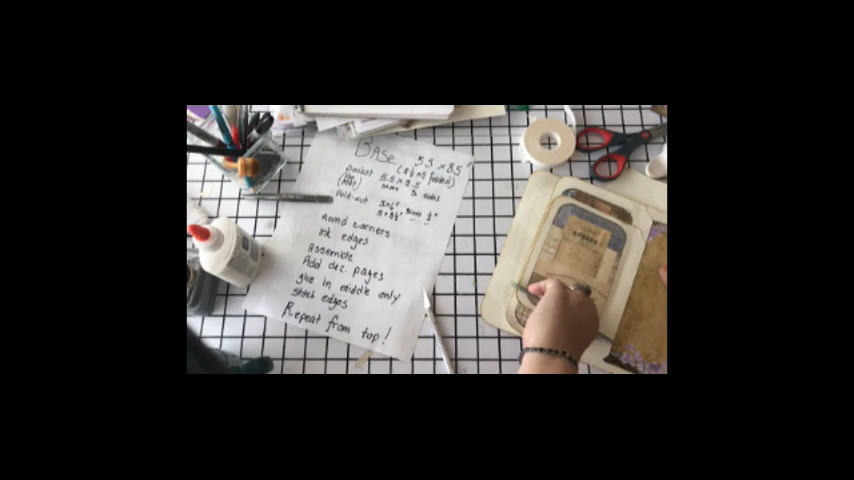 BASE 5.5 x 8.5"
Pocket 5.5 x 8.5
Fold-out 3x6"
Round corners
Ink edges
Assemble
Add dec. pages
glue in middle only
Stitch edges
Repeat from top!